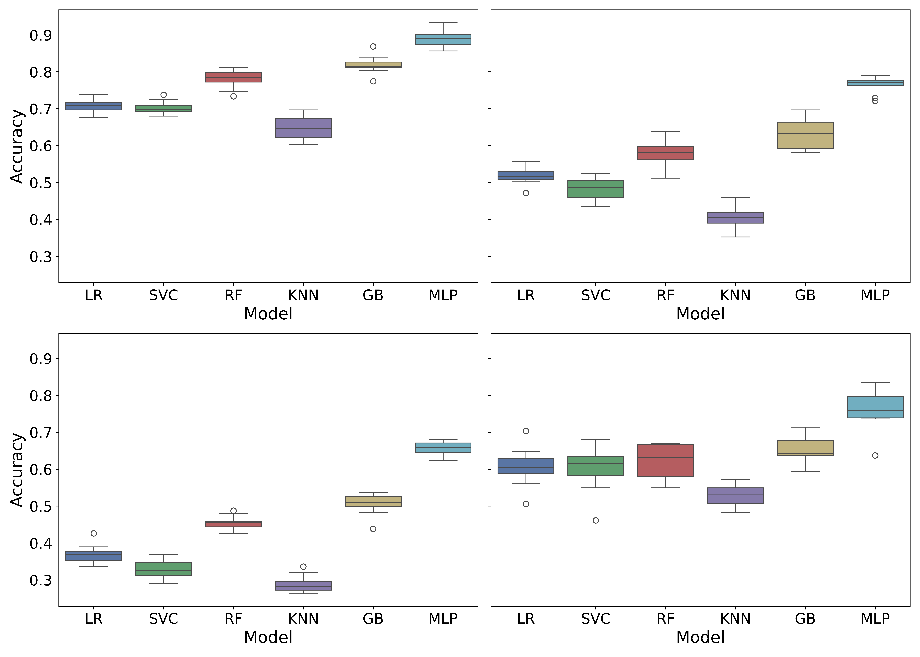 0.9
0.8
0.7
0.6
0.5
0.4
0.3
Accuracy
LR SVC RF KNN GB MLP
Model
LR SVC RF KNN GB MLP
Model
0.9
0.8
0.7
0.6
0.5
0.4
0.3
Accuracy
LR SVC RF KNN GB MLP
Model
LR SVC RF KNN GB MLP
Model